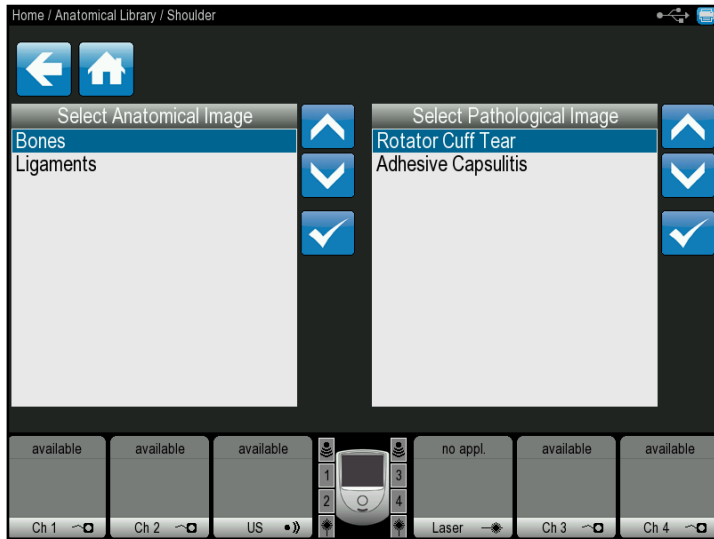 Home / Anatomical Library / Shoulder
Select Anatomical Image
Bones
Ligaments
Select Pathological Image
Rotator Cuff Tear
Adhesive Capsulitis
available
available
available
1
2
3
4
no appl.
available
available
Ch 1
Ch 2
US
Laser
Ch 3
Ch 4